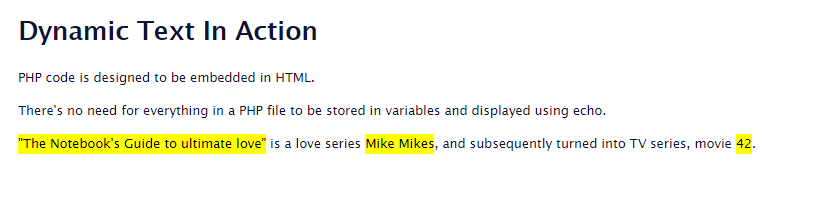 Dynamic Text In Action
PHP code is designed to be embedded in HTML.
There's no need for everything in a PHP file to be stored in variables and displayed using echo.
"The Notebook's Guide to ultimate love" is a love series Mike Mikes, and subsequently turned into TV series, movie 42.